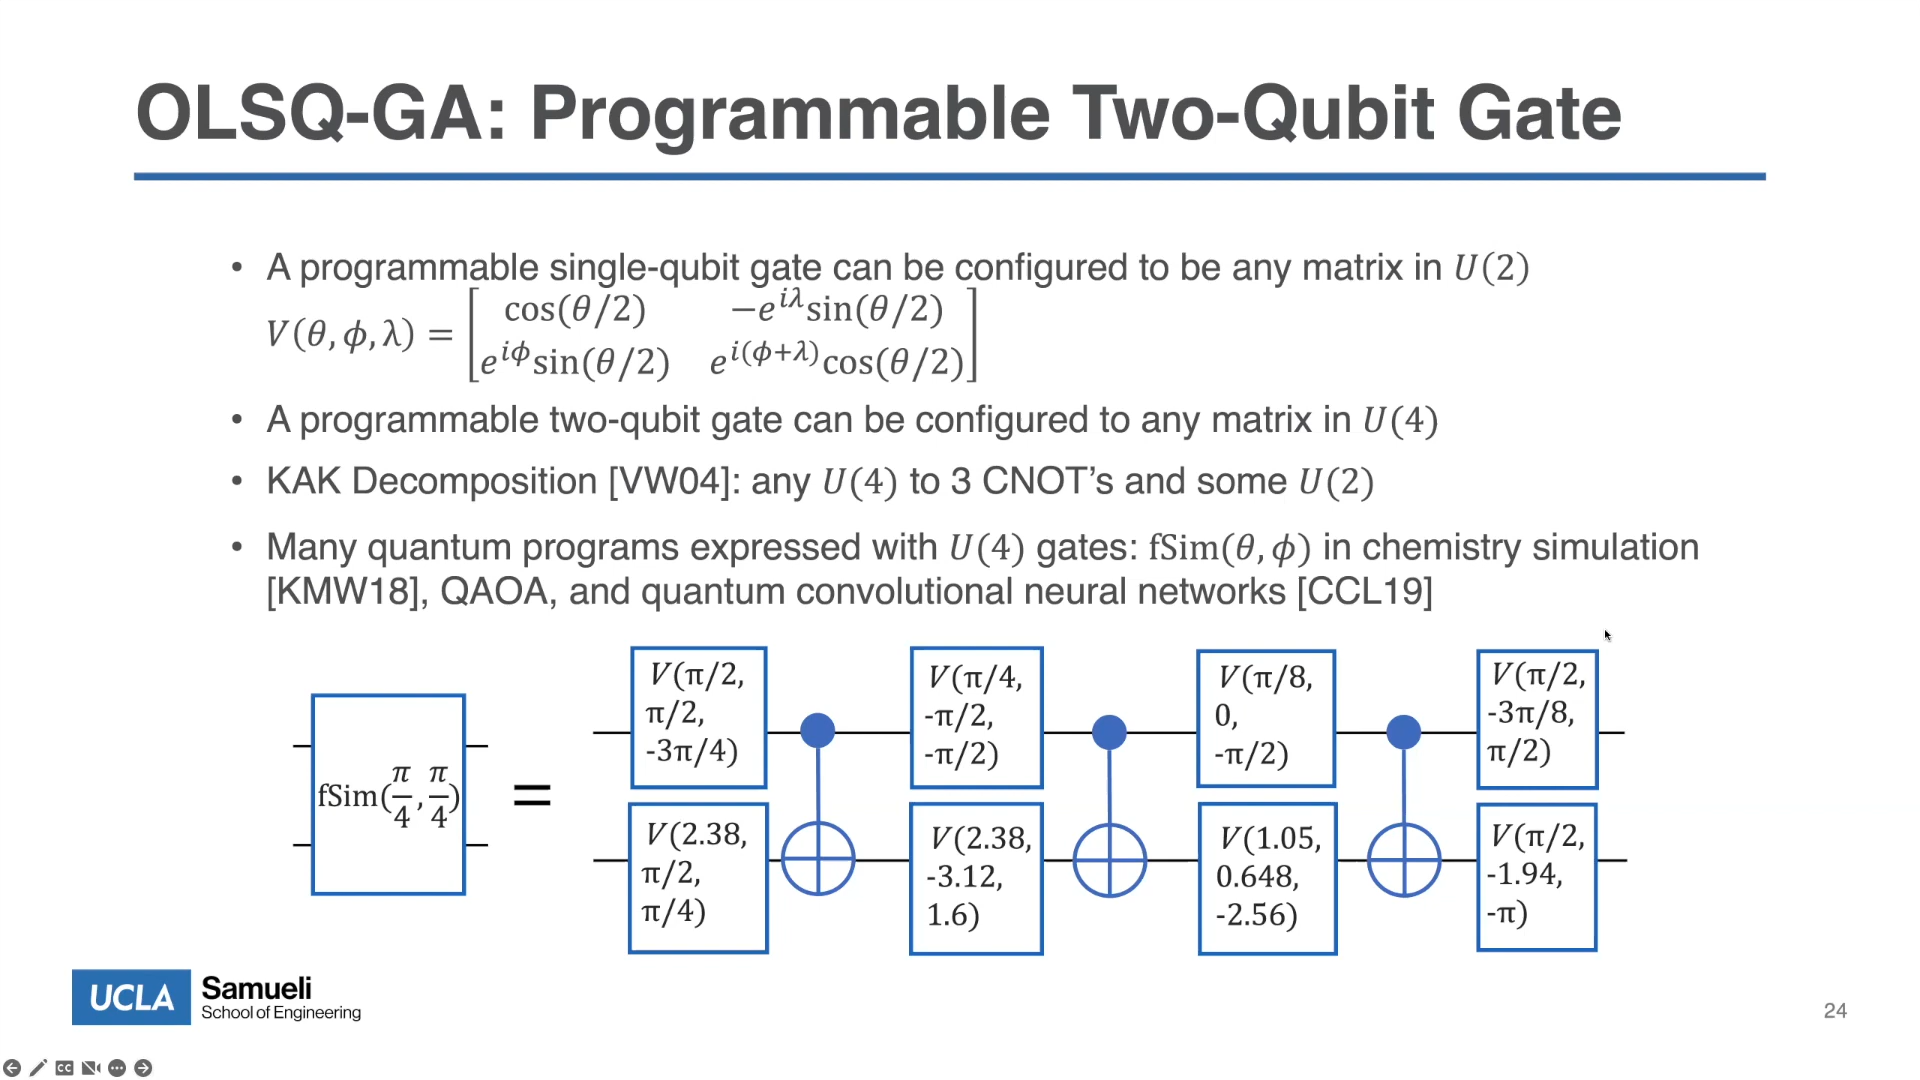 OLSQ-GA: Programmable Two-Qubit Gate
• A programmable single-qubit gate can be configured to be any matrix in U(2)
V(θ, ϕ, λ) = [cos(θ/2) −e^{iλ}sin(θ/2)
e^{iϕ}sin(θ/2) e^{i(ϕ+λ)}cos(θ/2)]
• A programmable two-qubit gate can be configured to any matrix in U(4)
• KAK Decomposition [VW04]: any U(4) to 3 CNOT’s and some U(2)
• Many quantum programs expressed with U(4) gates: fSim(θ, ϕ) in chemistry simulation
[KMW18], QAOA, and quantum convolutional neural networks [CCL19]
fSim(π/4, π/4)
=
V(π/2,
π/2,
-3π/4)
V(π/4,
-π/2,
-π/2)
V(π/8,
0,
-π/2)
V(π/2,
-3π/8,
π/2)
V(2.38,
π/2,
π/4)
V(2.38,
-3.12,
1.6)
V(1.05,
0.648,
-2.56)
V(π/2,
-1.94,
-π)
UCLA
Samueli
School of Engineering
24
CC